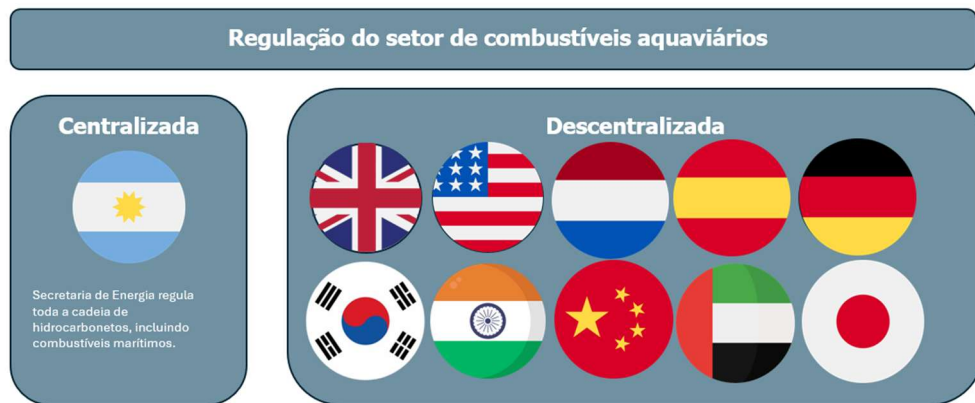 Regulação do setor de combustíveis aquaviários
Centralizada
Descentralizada
Secretaria de Energia regula
toda a cadeia de
hidrocarbonetos, incluindo
combustíveis marítimos.